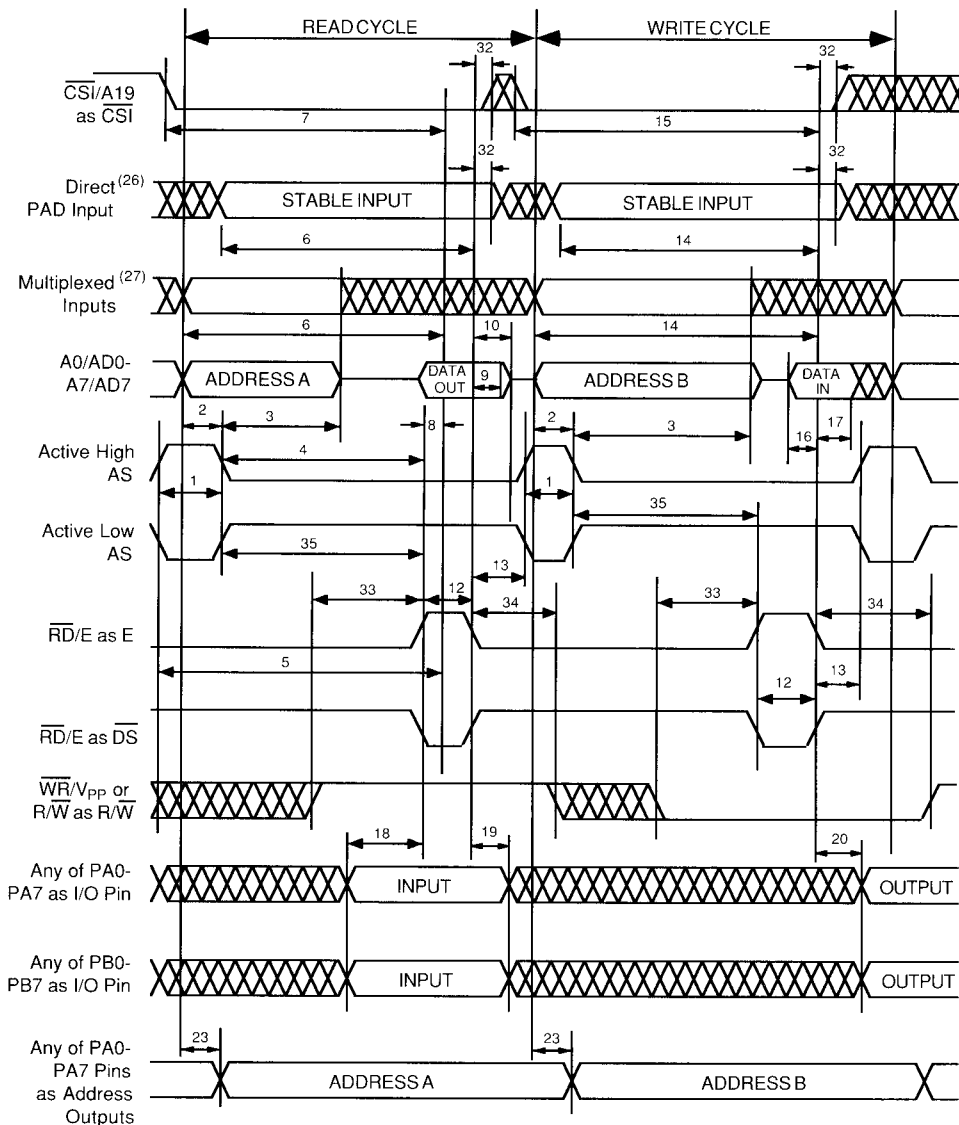 READ CYCLE WRITE CYCLE
32 32
CSI/A19
as CSI
7 15
32 32
Direct (26)
PAD Input
STABLE INPUT STABLE INPUT
6 14
Multiplexed (27)
Inputs
6 10 14
A0/AD0-
A7/AD7
ADDRESS A DATA OUT 9 ADDRESS B DATA IN
2 3 8 2 3 16 17
Active High
AS
4
1 1
Active Low
AS
35 35
13
33 12 34 33 34
RD/E as E
5 13
12
RD/E as DS
WR/VPP or
R/W as R/W
18 19 20
Any of PA0-
PA7 as I/O Pin
INPUT OUTPUT
Any of PB0-
PB7 as I/O Pin
INPUT OUTPUT
23 23
Any of PA0-
PA7 Pins
as Address
Outputs
ADDRESS A ADDRESS B